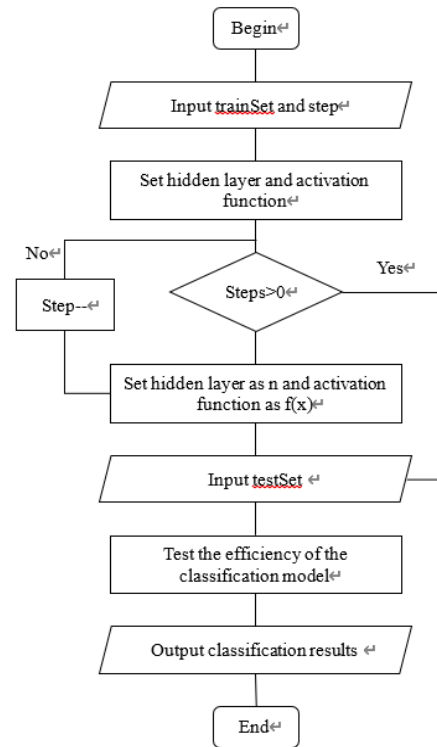 Begin↵
Input trainSet and step↵
Set hidden layer and activation
function↵
No↵
Yes↵
Steps>0↵
Step--↵
Set hidden layer as n and activation
function as f(x)↵
Input testSet ↵
Test the efficiency of the
classification model↵
Output classification results ↵
End↵